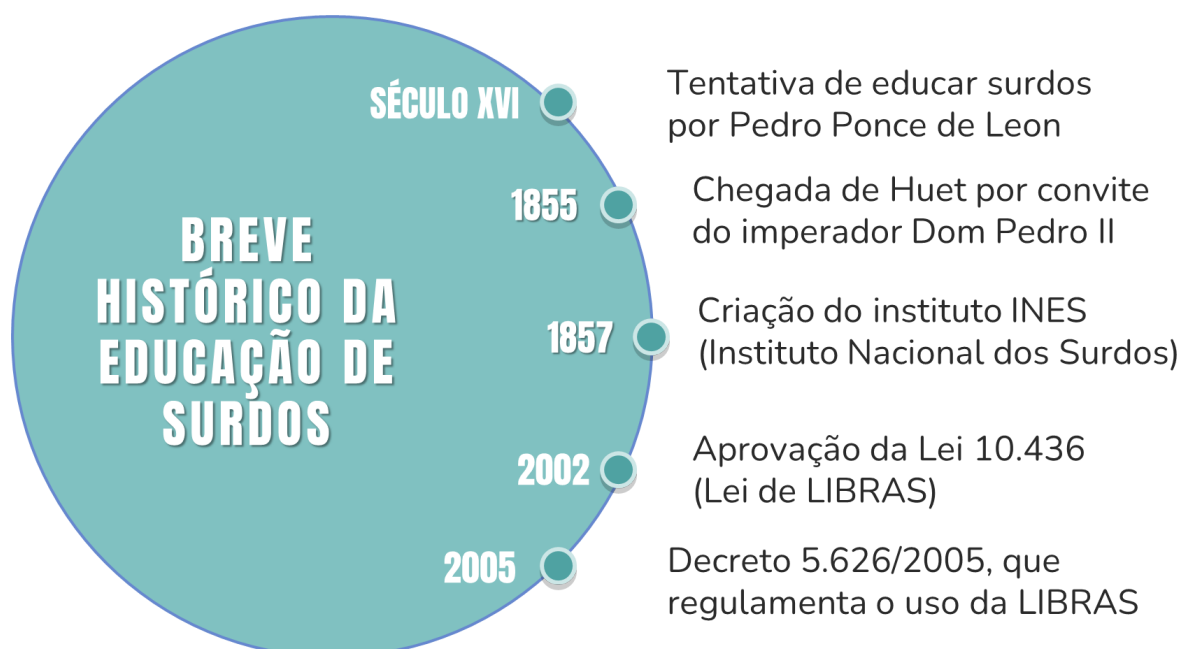 BREVE
HISTÓRICO DA
EDUCAÇÃO DE
SURDOS
SÉCULO XVI
Tentativa de educar surdos
por Pedro Ponce de Leon
1855
Chegada de Huet por convite
do imperador Dom Pedro II
1857
Criação do instituto INES
(Instituto Nacional dos Surdos)
2002
Aprovação da Lei 10.436
(Lei de LIBRAS)
2005
Decreto 5.626/2005, que
regulamenta o uso da LIBRAS